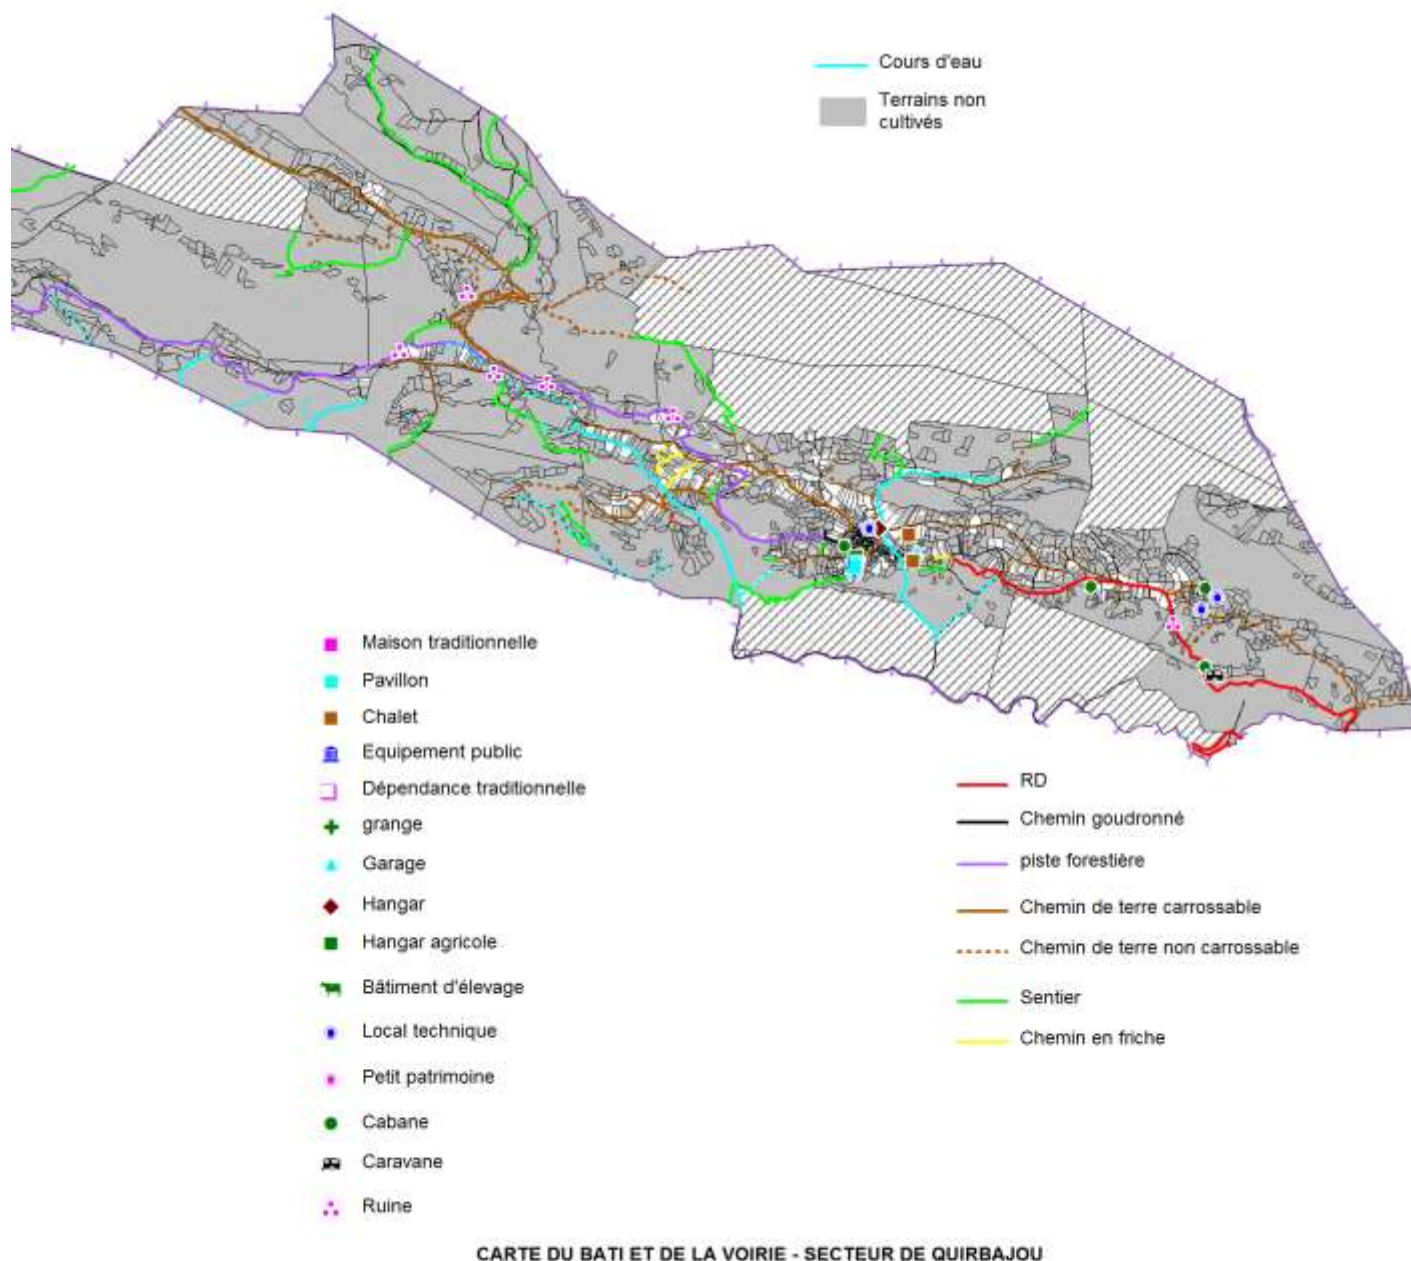 Cours d'eau
Terrains non
cultivés
Maison traditionnelle
Pavillon
Chalet
Equipement public
Dépendance traditionnelle
grange
Garage
Hangar
Hangar agricole
Bâtiment d'élevage
Local technique
Petit patrimoine
Cabane
Caravane
Ruine
RD
Chemin goudronné
piste forestière
Chemin de terre carrossable
Chemin de terre non carrossable
Sentier
Chemin en friche
CARTE DU BATI ET DE LA VOIRIE - SECTEUR DE QUIRBAJOU